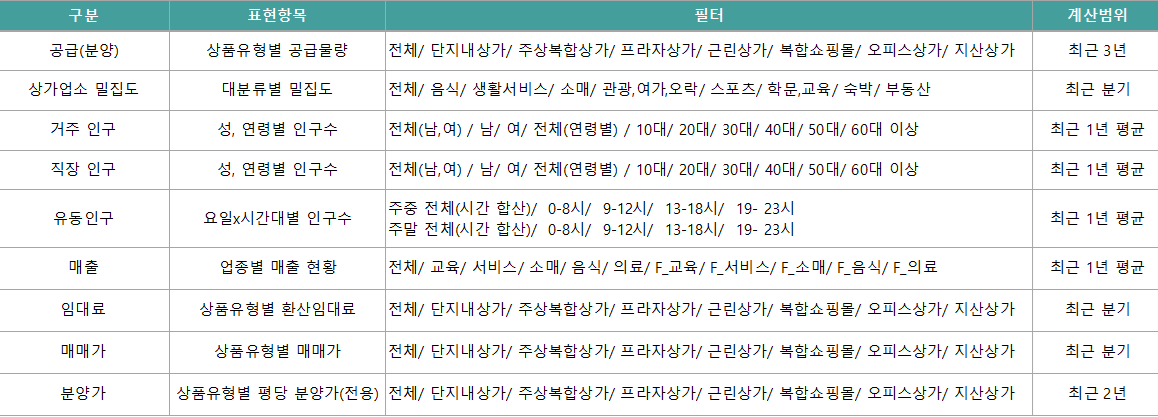 구분 표현항목 필터 계산범위
공급(분양) 상품유형별 공급물량 전체/ 단지내상가/ 주상복합상가/ 프라자상가/ 근린상가/ 복합쇼핑몰/ 오피스상가/ 지산상가 최근 3년
상가업소 밀집도 대분류별 밀집도 전체/ 음식/ 생활서비스/ 소매/ 관광,여가,오락/ 스포츠/ 학문,교육/ 숙박/ 부동산 최근 분기
거주 인구 성, 연령별 인구수 전체(남,여) / 남/ 여/ 전체(연령별) / 10대/ 20대/ 30대/ 40대/ 50대/ 60대 이상 최근 1년 평균
직장 인구 성, 연령별 인구수 전체(남,여) / 남/ 여/ 전체(연령별) / 10대/ 20대/ 30대/ 40대/ 50대/ 60대 이상 최근 1년 평균
유동인구 요일x시간대별 인구수 주중 전체(시간 합산)/ 0-8시/ 9-12시/ 13-18시/ 19- 23시
주말 전체(시간 합산)/ 0-8시/ 9-12시/ 13-18시/ 19- 23시 최근 1년 평균
매출 업종별 매출 현황 전체/ 교육/ 서비스/ 소매/ 음식/ 의료/ F_교육/ F_서비스/ F_소매/ F_음식/ F_의료 최근 1년 평균
임대료 상품유형별 환산임대료 전체/ 단지내상가/ 주상복합상가/ 프라자상가/ 근린상가/ 복합쇼핑몰/ 오피스상가/ 지산상가 최근 분기
매매가 상품유형별 매매가 전체/ 단지내상가/ 주상복합상가/ 프라자상가/ 근린상가/ 복합쇼핑몰/ 오피스상가/ 지산상가 최근 분기
분양가 상품유형별 평당 분양가(전용) 전체/ 단지내상가/ 주상복합상가/ 프라자상가/ 근린상가/ 복합쇼핑몰/ 오피스상가/ 지산상가 최근 2년